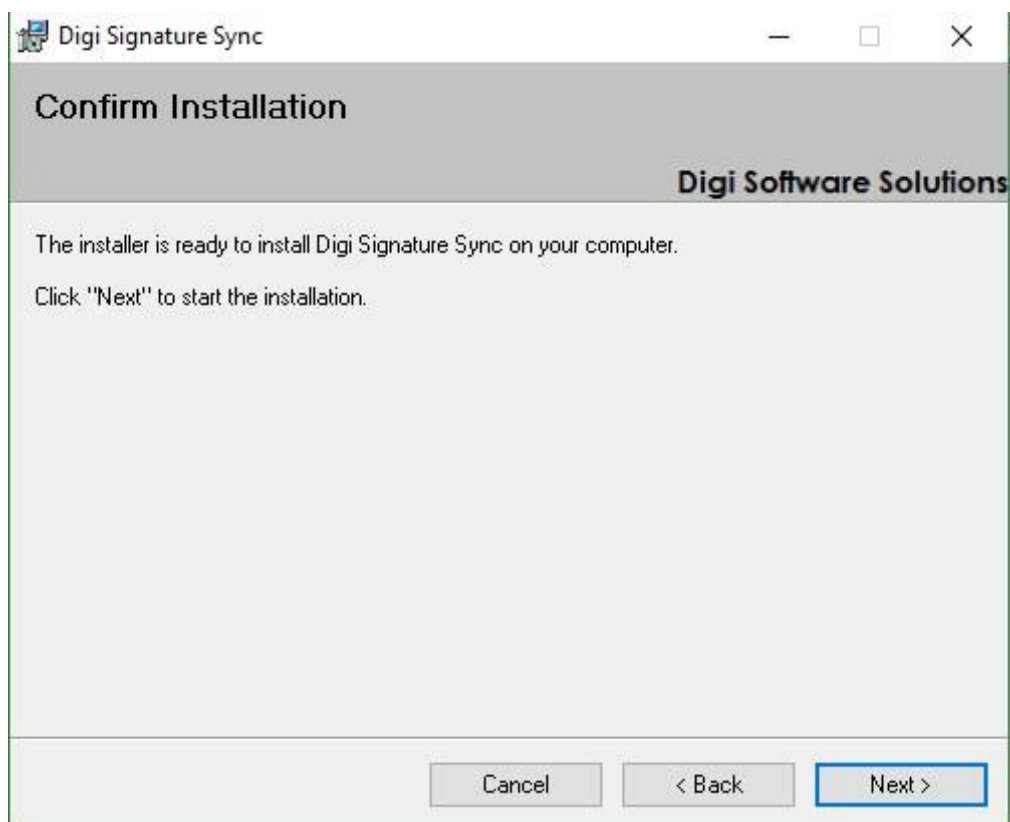 Digi Signature Sync
Confirm Installation
Digi Software Solutions
The installer is ready to install Digi Signature Sync on your computer.
Click "Next" to start the installation.
Cancel
< Back
Next >